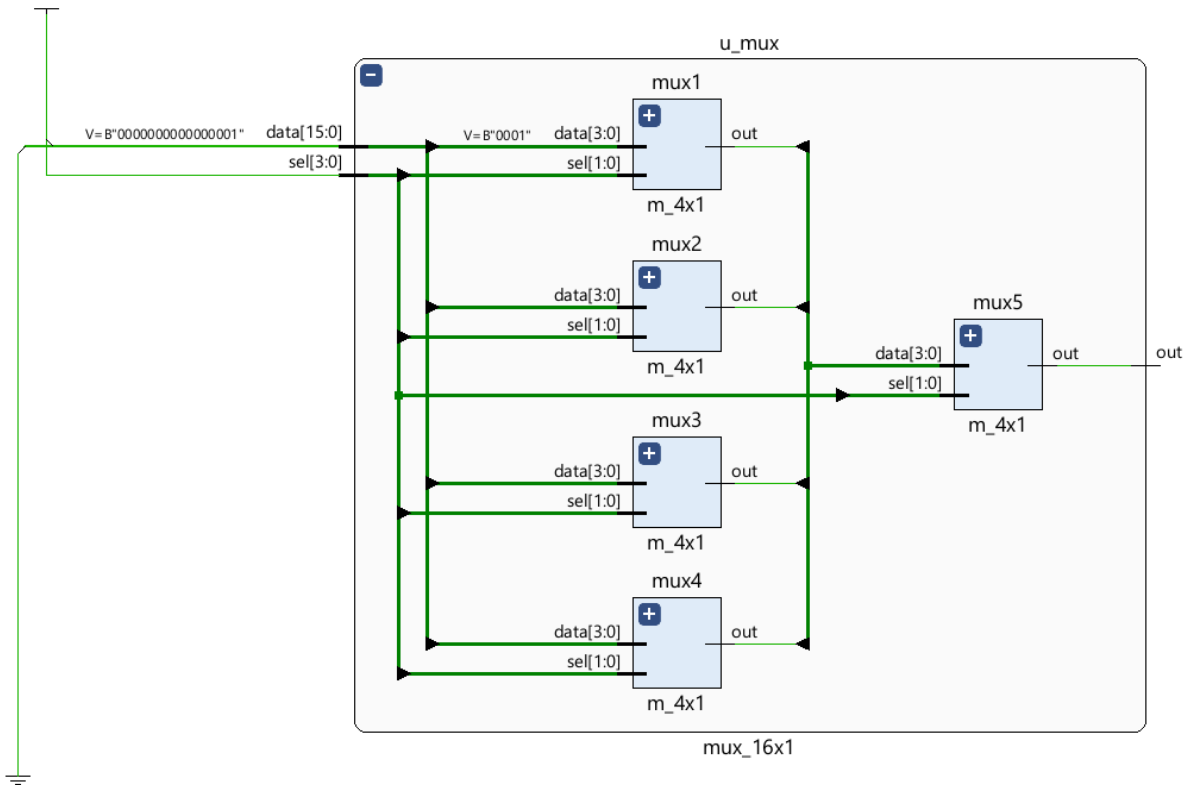 u_mux
mux1
V=B"0000000000000001"
data[15:0]
V=B"0001"
data[3:0]
out
sel[3:0]
sel[1:0]
m_4x1
mux2
data[3:0]
out
sel[1:0]
m_4x1
mux5
data[3:0]
out
out
sel[1:0]
m_4x1
mux3
data[3:0]
out
sel[1:0]
m_4x1
mux4
data[3:0]
out
sel[1:0]
m_4x1
mux_16x1